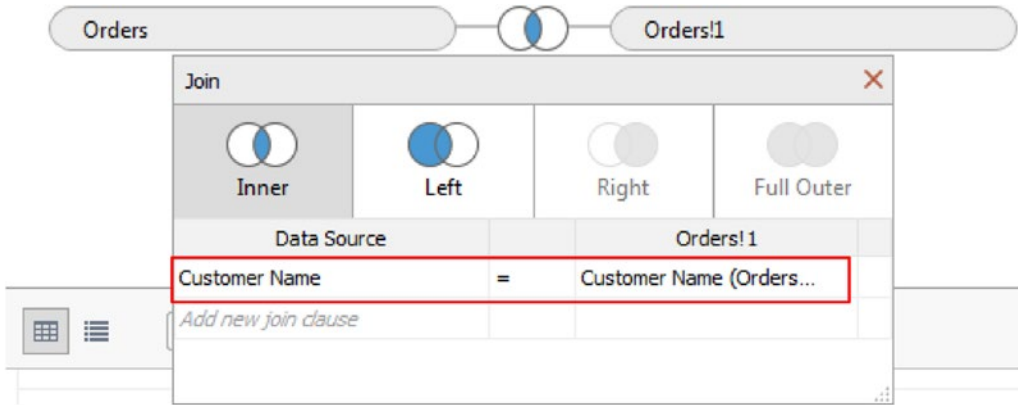 Orders Orders!1
Join
Inner Left Right Full Outer
Data Source Orders!1
Customer Name = Customer Name (Orders...
Add new join clause